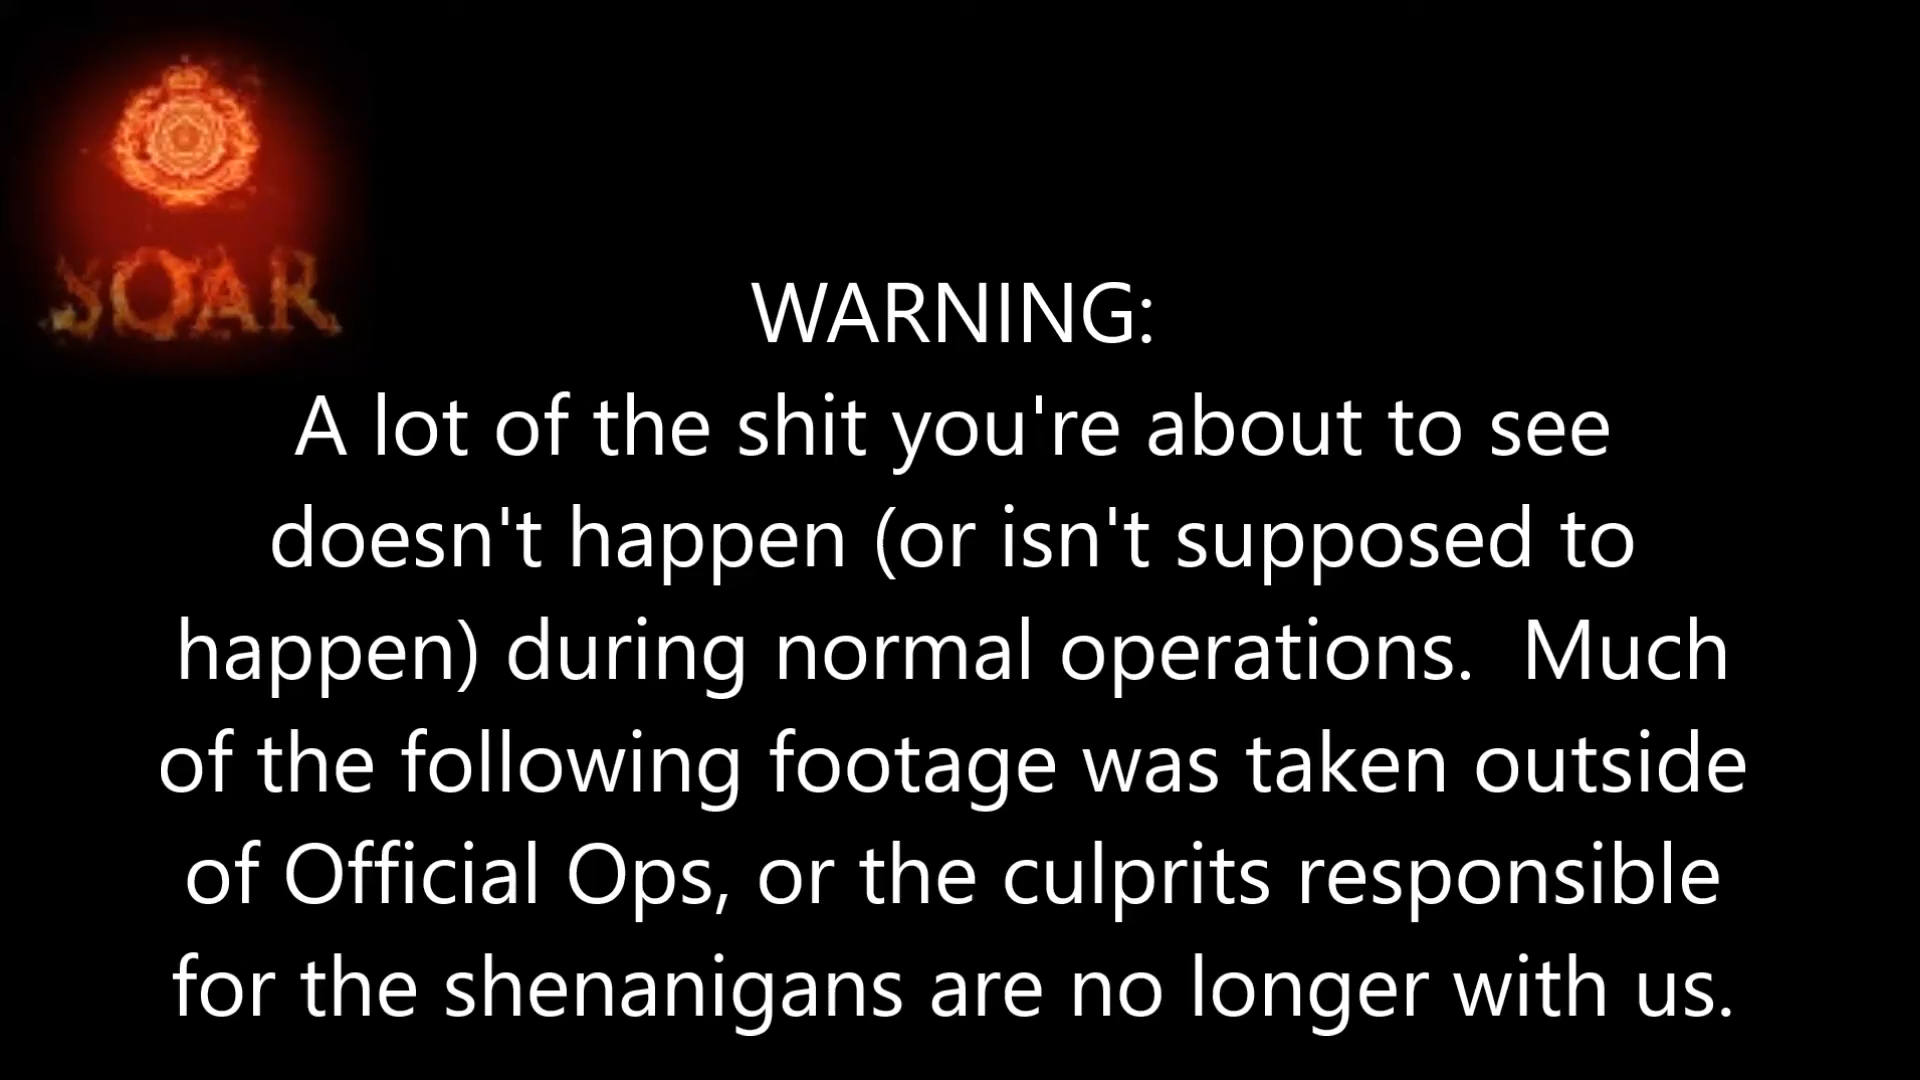 SOAR
WARNING:
A lot of the shit you're about to see
doesn't happen (or isn't supposed to
happen) during normal operations.  Much
of the following footage was taken outside
of Official Ops, or the culprits responsible
for the shenanigans are no longer with us.